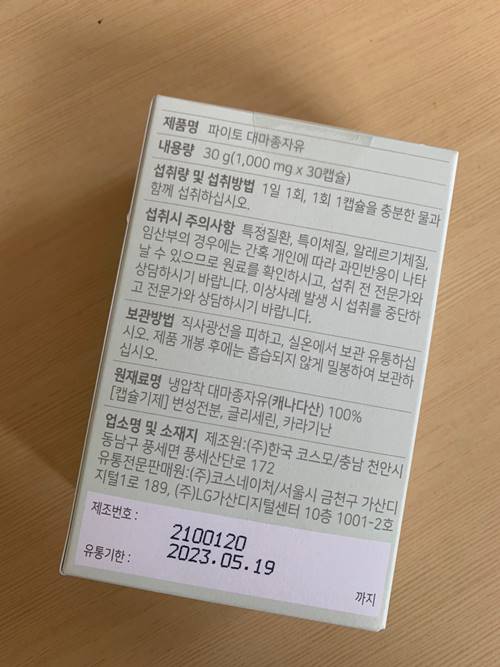 제품명 파이토 대마종자유
내용량 30 g(1,000 mg x 30캡슐)
섭취량 및 섭취방법 1일 1회, 1회 1캡슐을 충분한 물과
함께 섭취하십시오.
섭취시 주의사항 특정질환, 특이체질, 알레르기체질,
임산부의 경우에는 간혹 개인에 따라 과민반응이 나타
날 수 있으므로 원료를 확인하시고, 섭취 전 전문가와
상담하시기 바랍니다. 이상사례 발생 시 섭취를 중단하
고 전문가와 상담하시기 바랍니다.
보관방법 직사광선을 피하고, 실온에서 보관 유통하십
시오. 제품 개봉 후에는 흡습되지 않게 밀봉하여 보관하
십시오.
원재료명 냉압착 대마종자유(캐나다산) 100%
[캡슐기제] 변성전분, 글리세린, 카라기난
업소명 및 소재지 제조원:(주)한국 코스모/충남 천안시
동남구 풍세면 풍세산단로 172
유통전문판매원:(주)코스네이처/서울시 금천구 가산디
지털1로 189, (주)LG가산디지털센터 10층 1001-2호
제조번호 :
2100120
유통기한 :
2023.05.19
까지